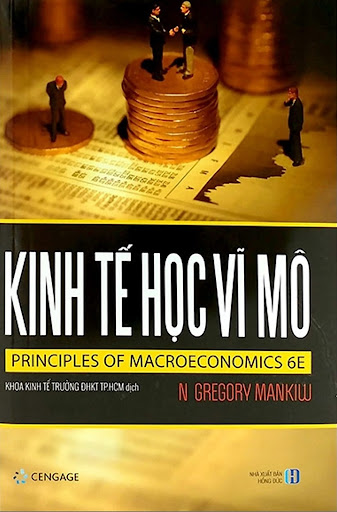 KINH TẾ HỌC VĨ MÔ
PRINCIPLES OF MACROECONOMICS 6E
KHOA KINH TẾ TRƯỜNG ĐHKT TP.HCM dịch
N GREGORY MANKIW
CENGAGE
NHÀ XUẤT BẢN
HỒNG ĐỨC